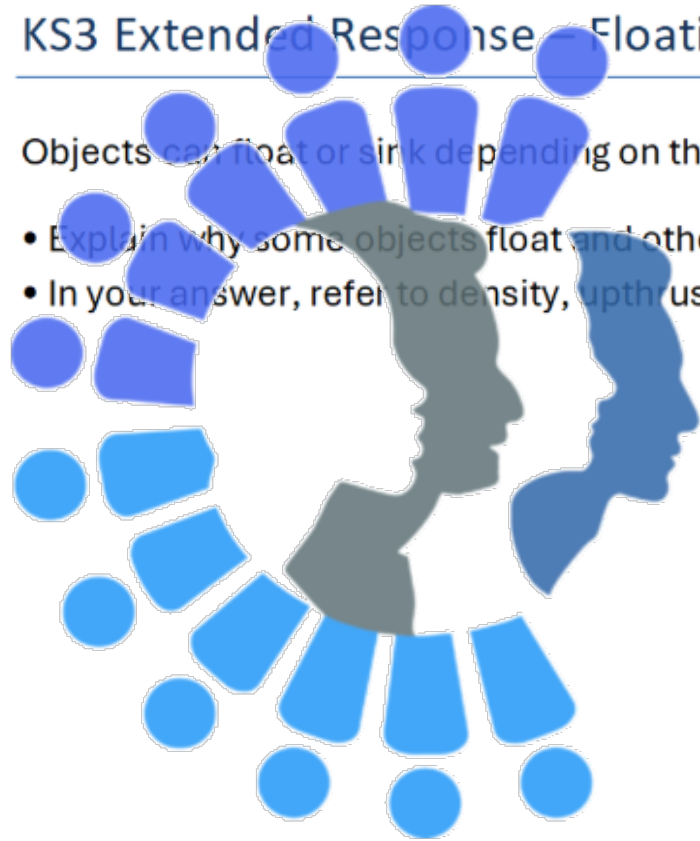 KS3 Extended Response – Floati
Objects can float or sink depending on th
• Explain why some objects float and othe
• In your answer, refer to density, upthrus